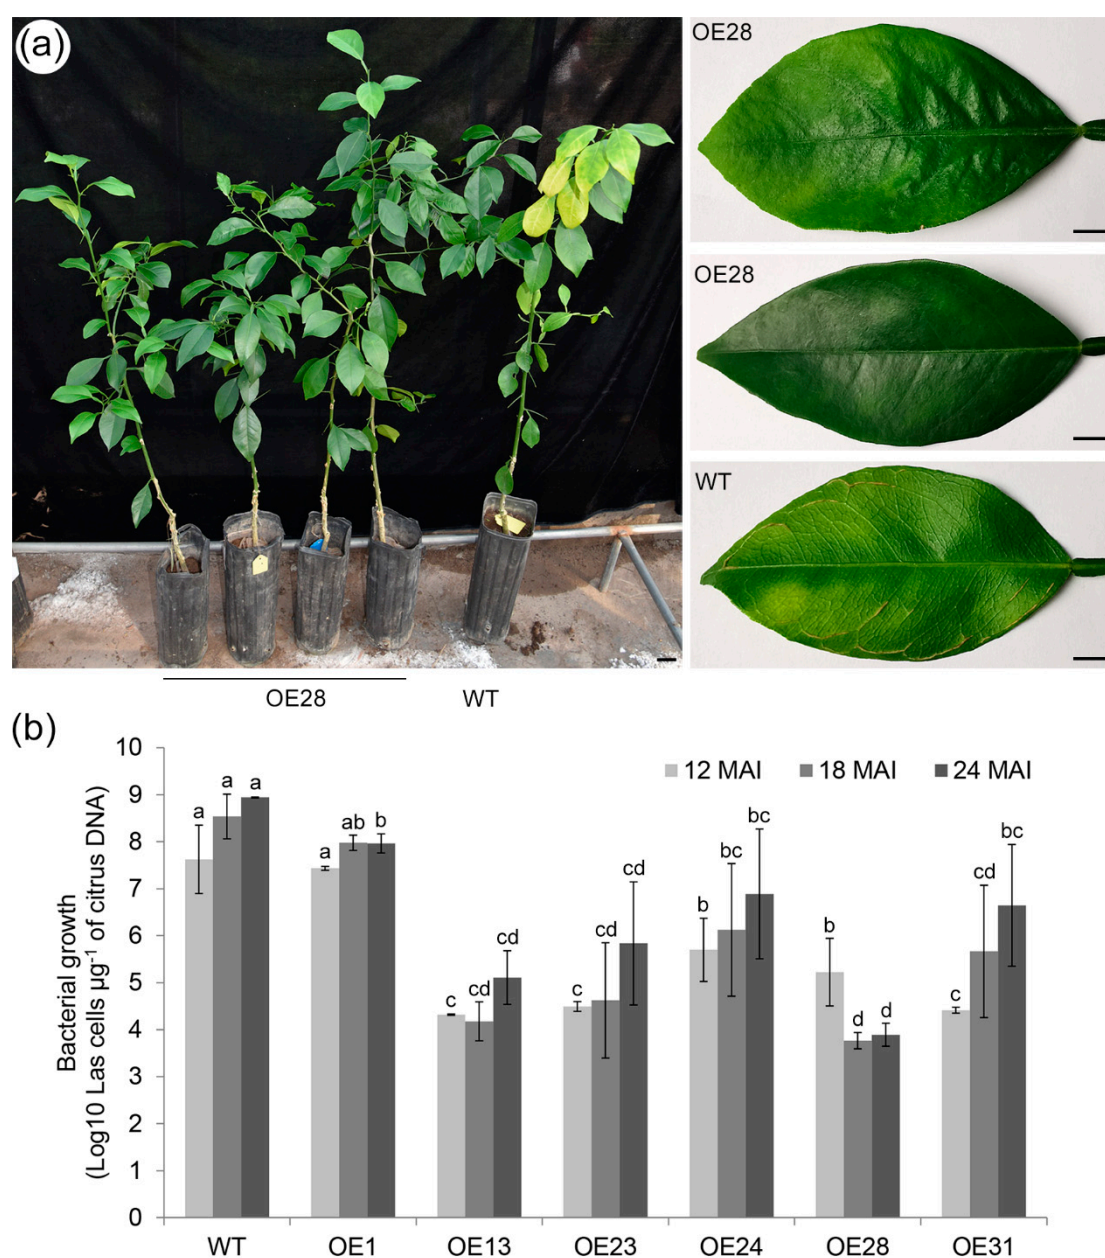 (a)
OE28
OE28
WT
OE28 WT
(b)
Bacterial growth
(Log10 Las cells µg⁻¹ of citrus DNA)
10
9
8
7
6
5
4
3
2
1
0
12 MAI 18 MAI 24 MAI
a a a
a ab b
c cd cd
c cd cd
b bc bc
b d d
c bc bc
WT OE1 OE13 OE23 OE24 OE28 OE31